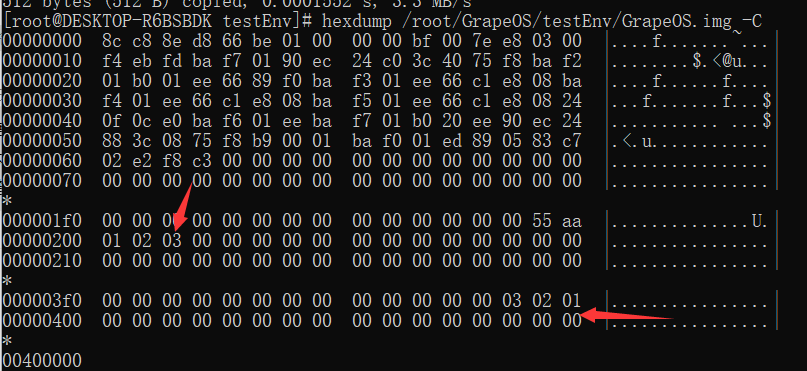 512 bytes (512 B) copied, 0.0001552 s, 3.3 MB/s
[root@DESKTOP-R6BSBDK testEnv]# hexdump /root/GrapeOS/testEnv/GrapeOS.img -C
00000000  8c c8 8e d8 66 be 01 00  00 00 bf 00 7e e8 03 00  |....f.......~...|
00000010  f4 eb fd ba f7 01 90 ec  24 c0 3c 40 75 f8 ba f2  |........$.<@u...|
00000020  01 b0 01 ee 66 89 f0 ba  f3 01 ee 66 c1 e8 08 ba  |....f......f....|
00000030  f4 01 ee 66 c1 e8 08 ba  f5 01 ee 66 c1 e8 08 24  |...f.......f...$|
00000040  0f 0c e0 ba f6 01 ee ba  f7 01 b0 20 ee 90 ec 24  |........... ...$|
00000050  88 3c 08 75 f8 b9 00 01  ba f0 01 ed 89 05 83 c7  |.<.u............|
00000060  02 e2 f8 c3 00 00 00 00  00 00 00 00 00 00 00 00  |................|
00000070  00 00 00 00 00 00 00 00  00 00 00 00 00 00 00 00  |................|
*
000001f0  00 00 00 00 00 00 00 00  00 00 00 00 00 00 55 aa  |..............U.|
00000200  01 02 03 00 00 00 00 00  00 00 00 00 00 00 00 00  |................|
00000210  00 00 00 00 00 00 00 00  00 00 00 00 00 00 00 00  |................|
*
000003f0  00 00 00 00 00 00 00 00  00 00 00 00 00 03 02 01  |................|
00000400  00 00 00 00 00 00 00 00  00 00 00 00 00 00 00 00  |................|
*
00400000